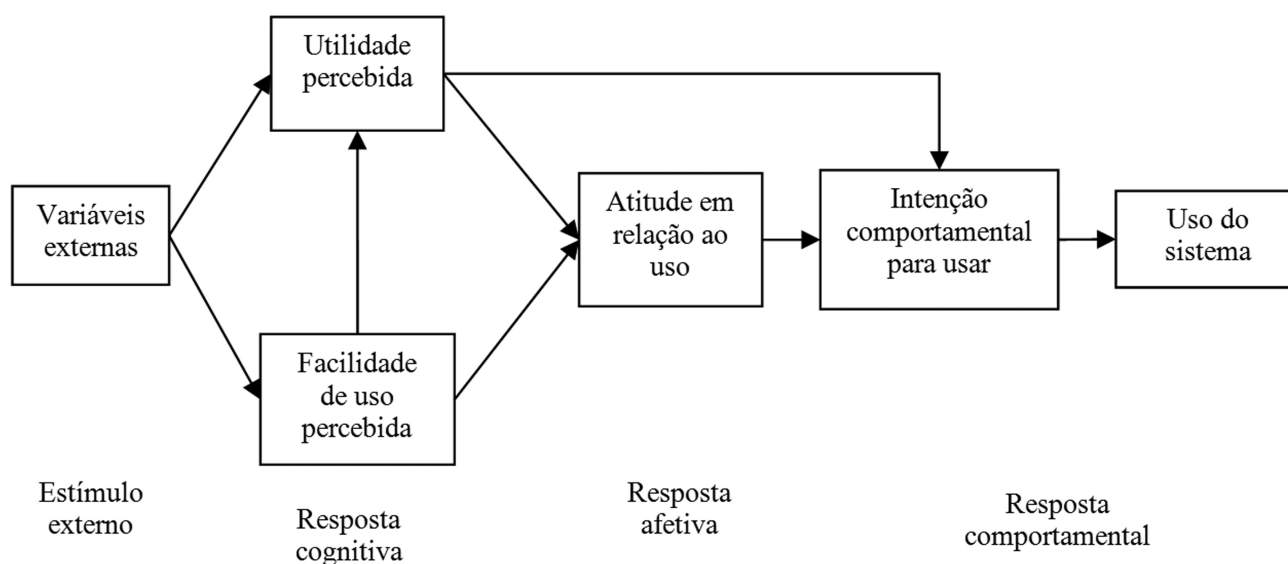 Utilidade
percebida
Variáveis
externas
Atitude em
relação ao
uso
Intenção
comportamental
para usar
Uso do
sistema
Facilidade
de uso
percebida
Estímulo
externo
Resposta
cognitiva
Resposta
afetiva
Resposta
comportamental